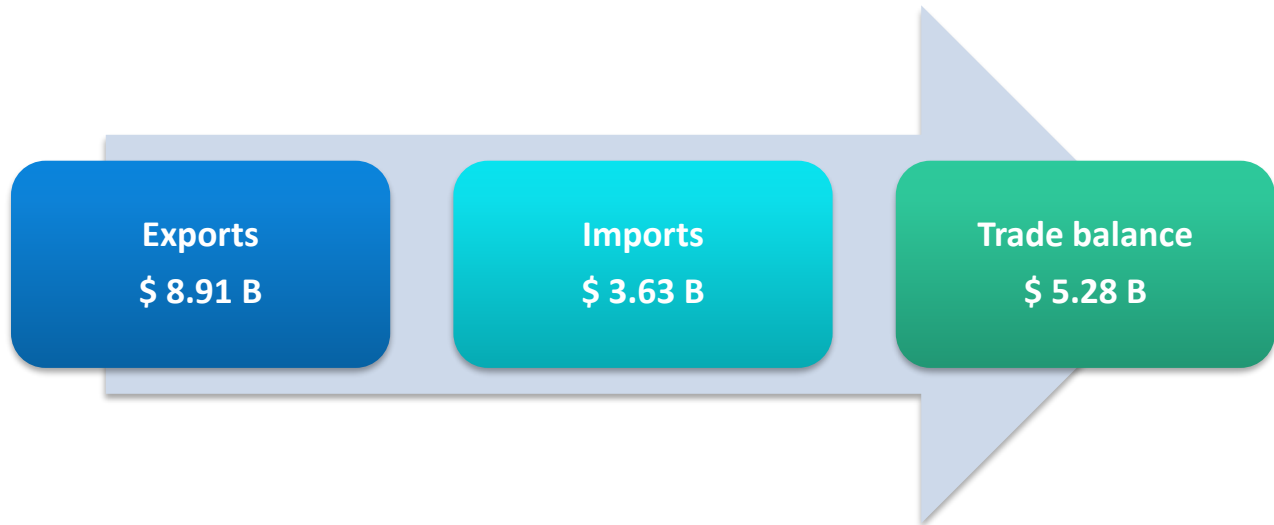 Exports
$ 8.91 B
Imports
$ 3.63 B
Trade balance
$ 5.28 B